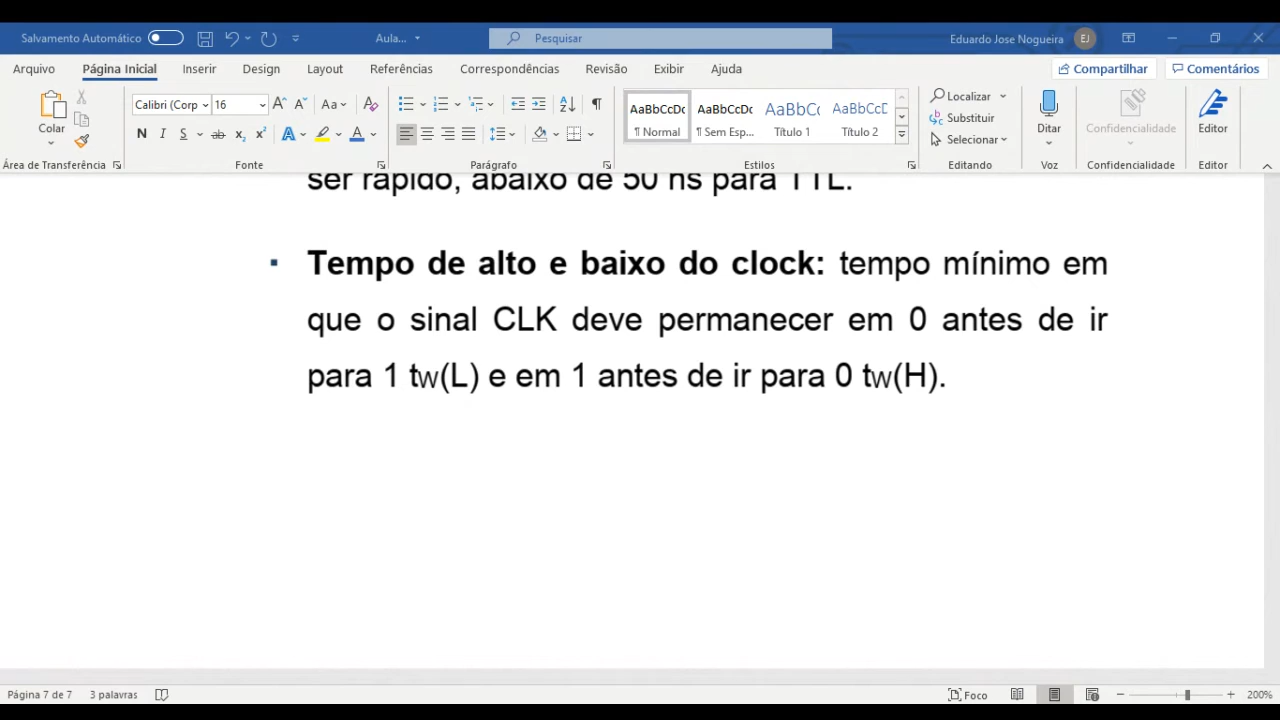 Salvamento Automático
Aula...
Pesquisar
Eduardo Jose Nogueira
EJ
Arquivo Página Inicial Inserir Design Layout Referências Correspondências Revisão Exibir Ajuda
Compartilhar Comentários
Colar
Calibri (Corp 16
Aa
N I S ab x₂ x² A A
AaBbCcDc AaBbCcDc AaBbCc AaBbCcD
¶ Normal ¶ Sem Esp... Título 1 Título 2
Localizar
Substituir
Selecionar
Ditar
Confidencialidade
Editor
Área de Transferência Fonte Parágrafo Estilos Editando Voz Confidencialidade Editor
ser rápido, abaixo de 50 ns para TTL.
▪ Tempo de alto e baixo do clock: tempo mínimo em
que o sinal CLK deve permanecer em 0 antes de ir
para 1 tw(L) e em 1 antes de ir para 0 tw(H).
Página 7 de 7 3 palavras
Foco
200%